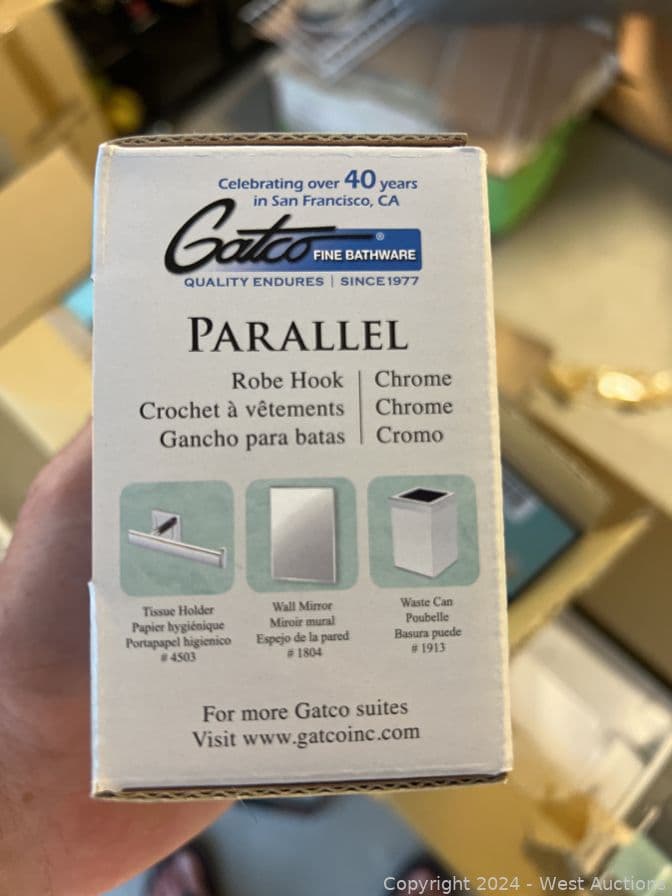 Celebrating over 40 years
in San Francisco, CA
Gatco® FINE BATHWARE
QUALITY ENDURES | SINCE 1977
PARALLEL
Robe Hook | Chrome
Crochet à vêtements | Chrome
Gancho para batas | Cromo
Tissue Holder
Papier hygiénique
Portapapel higienico
# 4503
Wall Mirror
Miroir mural
Espejo de la pared
# 1804
Waste Can
Poubelle
Basura puede
# 1913
For more Gatco suites
Visit www.gatcoinc.com
Copyright 2024 - West Auctions